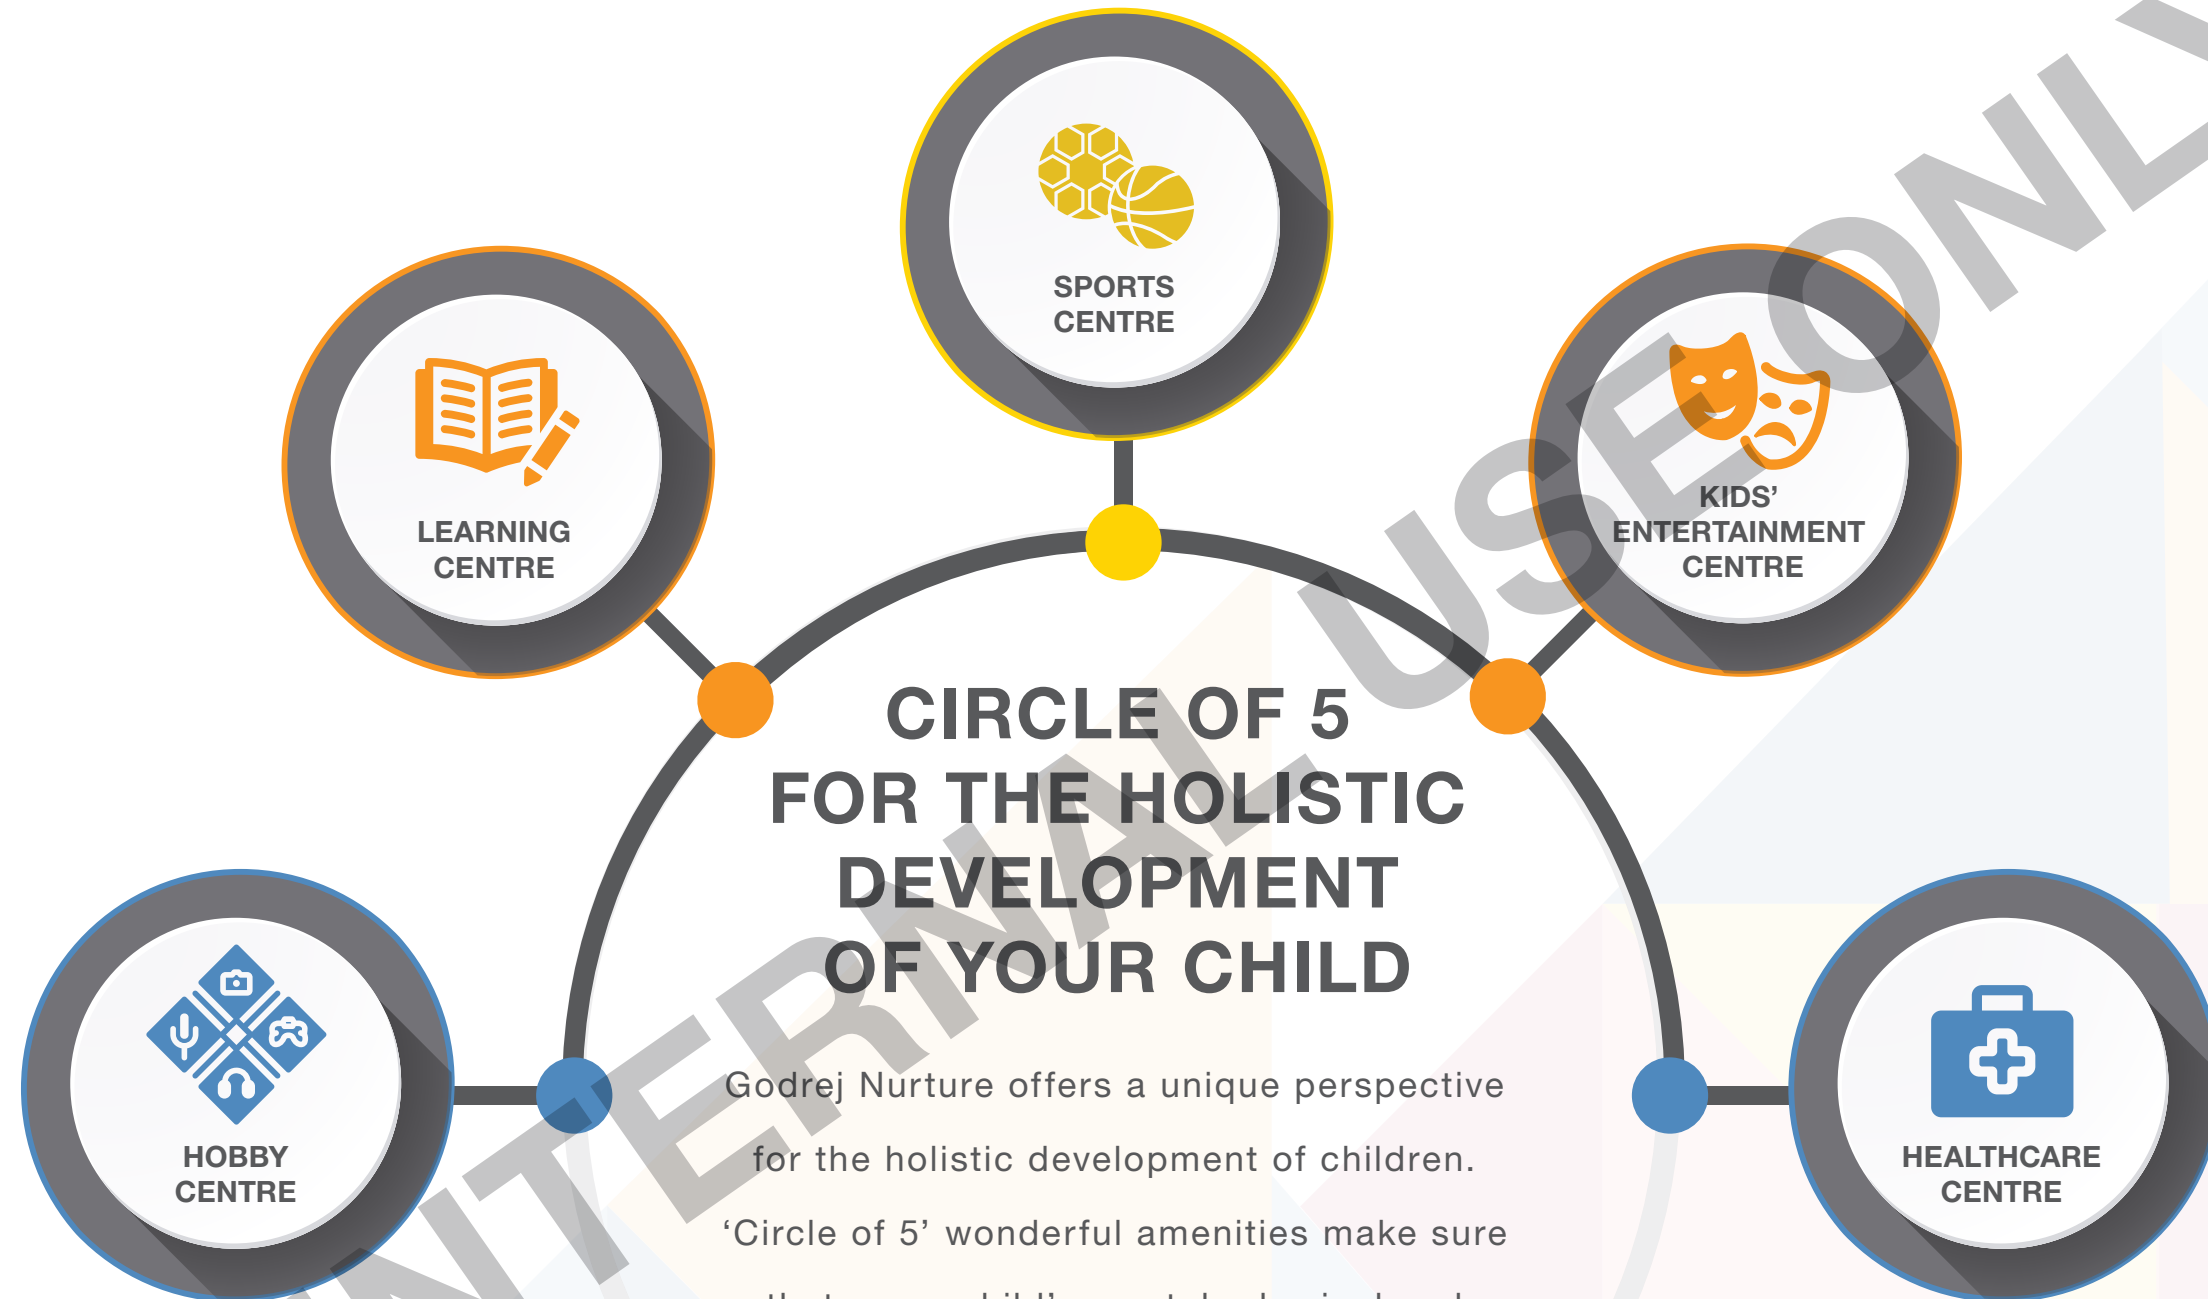 SPORTS
CENTRE
LEARNING
CENTRE
KIDS’
ENTERTAINMENT
CENTRE
CIRCLE OF 5
FOR THE HOLISTIC
DEVELOPMENT
OF YOUR CHILD
HOBBY
CENTRE
HEALTHCARE
CENTRE
Godrej Nurture offers a unique perspective
for the holistic development of children.
‘Circle of 5’ wonderful amenities make sure
INTERNAL USE ONLY